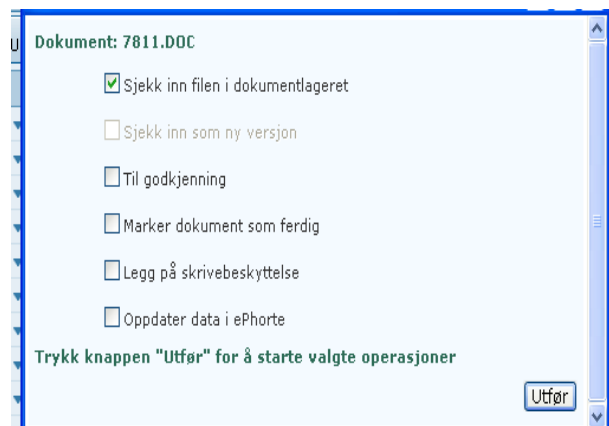 U
Dokument: 7811.DOC
Sjekk inn filen i dokumentlageret
Sjekk inn som ny versjon
Til godkjenning
Marker dokument som ferdig
Legg på skrivebeskyttelse
Oppdater data i ePhorte
Trykk knappen "Utfør" for å starte valgte operasjoner
Utfør